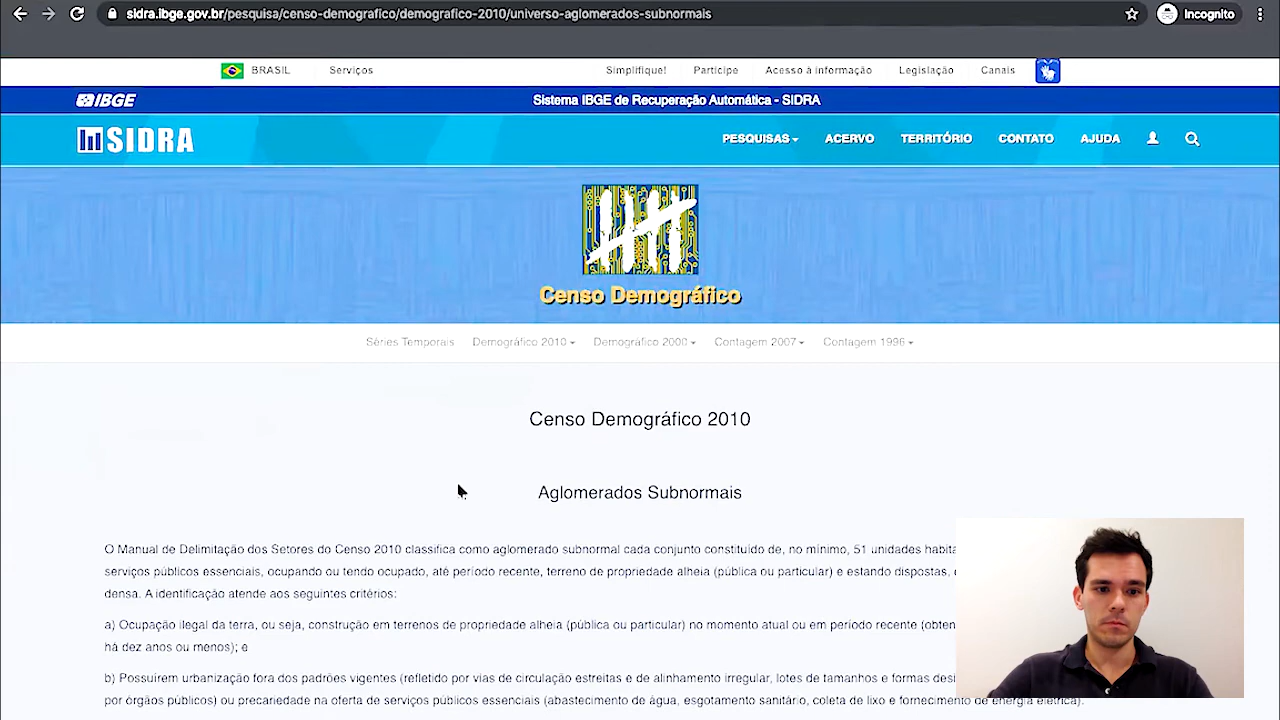 sidra.ibge.gov.br/pesquisa/censo-demografico/demografico-2010/universo-aglomerados-subnormais
Incognito
BRASIL Serviços Simplifique! Participe Acesso à informação Legislação Canais
IBGE Sistema IBGE de Recuperação Automática - SIDRA
SIDRA PESQUISAS ACERVO TERRITÓRIO CONTATO AJUDA
Censo Demográfico
Séries Temporais Demográfico 2010 Demográfico 2000 Contagem 2007 Contagem 1996
Censo Demográfico 2010
Aglomerados Subnormais
O Manual de Delimitação dos Setores do Censo 2010 classifica como aglomerado subnormal cada conjunto constituído de, no mínimo, 51 unidades habita
serviços públicos essenciais, ocupando ou tendo ocupado, até período recente, terreno de propriedade alheia (pública ou particular) e estando dispostas,
densa. A identificação atende aos seguintes critérios:
a) Ocupação ilegal da terra, ou seja, construção em terrenos de propriedade alheia (pública ou particular) no momento atual ou em período recente (obten
há dez anos ou menos); e
b) Possuírem urbanização fora dos padrões vigentes (refletido por vias de circulação estreitas e de alinhamento irregular, lotes de tamanhos e formas desi
por órgãos públicos) ou precariedade na oferta de serviços públicos essenciais (abastecimento de água, esgotamento sanitário, coleta de lixo e fornecimento de energia elétrica).